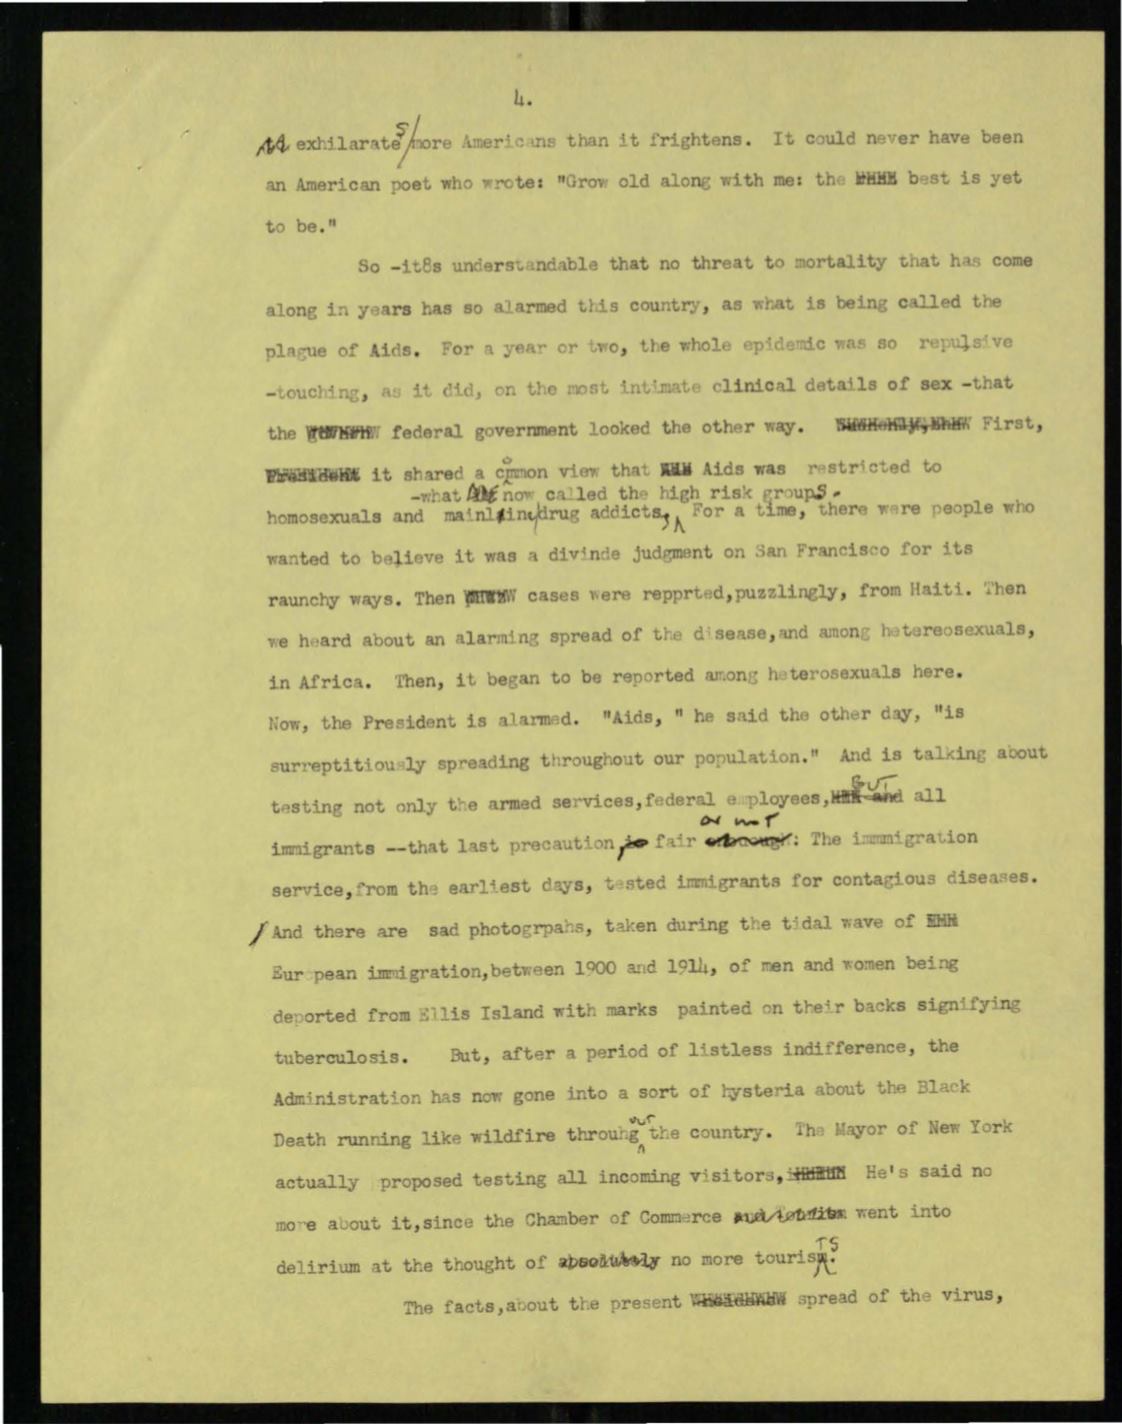 4.
exhilarates/more Americans than it frightens. It could never have been
an American poet who wrote: "Grow old along with me: the best is yet
to be."
So -it8s understandable that no threat to mortality that has come
along in years has so alarmed this country, as what is being called the
plague of Aids. For a year or two, the whole epidemic was so repulsive
-touching, as it did, on the most intimate clinical details of sex -that
the federal government looked the other way. First,
it shared a common view that Aids was restricted to
-what are now called the high risk groups.
homosexuals and mainline/drug addicts, For a time, there were people who
wanted to believe it was a divinde judgment on San Francisco for its
raunchy ways. Then cases were repprted,puzzlingly, from Haiti. Then
we heard about an alarming spread of the disease,and among hetereosexuals,
in Africa. Then, it began to be reported among heterosexuals here.
Now, the President is alarmed. "Aids, " he said the other day, "is
surreptitiously spreading throughout our population." And is talking about
BUT
testing not only the armed services,federal employees, and all
or not
immigrants --that last precaution, fair : The immmigration
service,from the earliest days, tested immigrants for contagious diseases.
/And there are sad photogrpahs, taken during the tidal wave of
European immigration,between 1900 and 1914, of men and women being
deported from Ellis Island with marks painted on their backs signifying
tuberculosis. But, after a period of listless indifference, the
Administration has now gone into a sort of hysteria about the Black
out
Death running like wildfire throuhg the country. The Mayor of New York
actually proposed testing all incoming visitors, He's said no
more about it,since the Chamber of Commerce went into
delirium at the thought of absolutely no more tourisTS.
The facts,about the present spread of the virus,